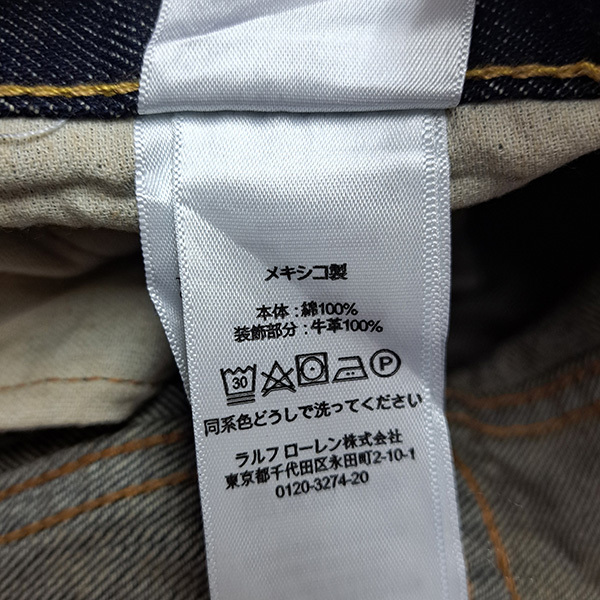 メキシコ製
本体：綿100%
装飾部分：牛革100%
30 P
同系色どうしで洗ってください
ラルフ ローレン株式会社
東京都千代田区永田町2-10-1
0120-3274-20